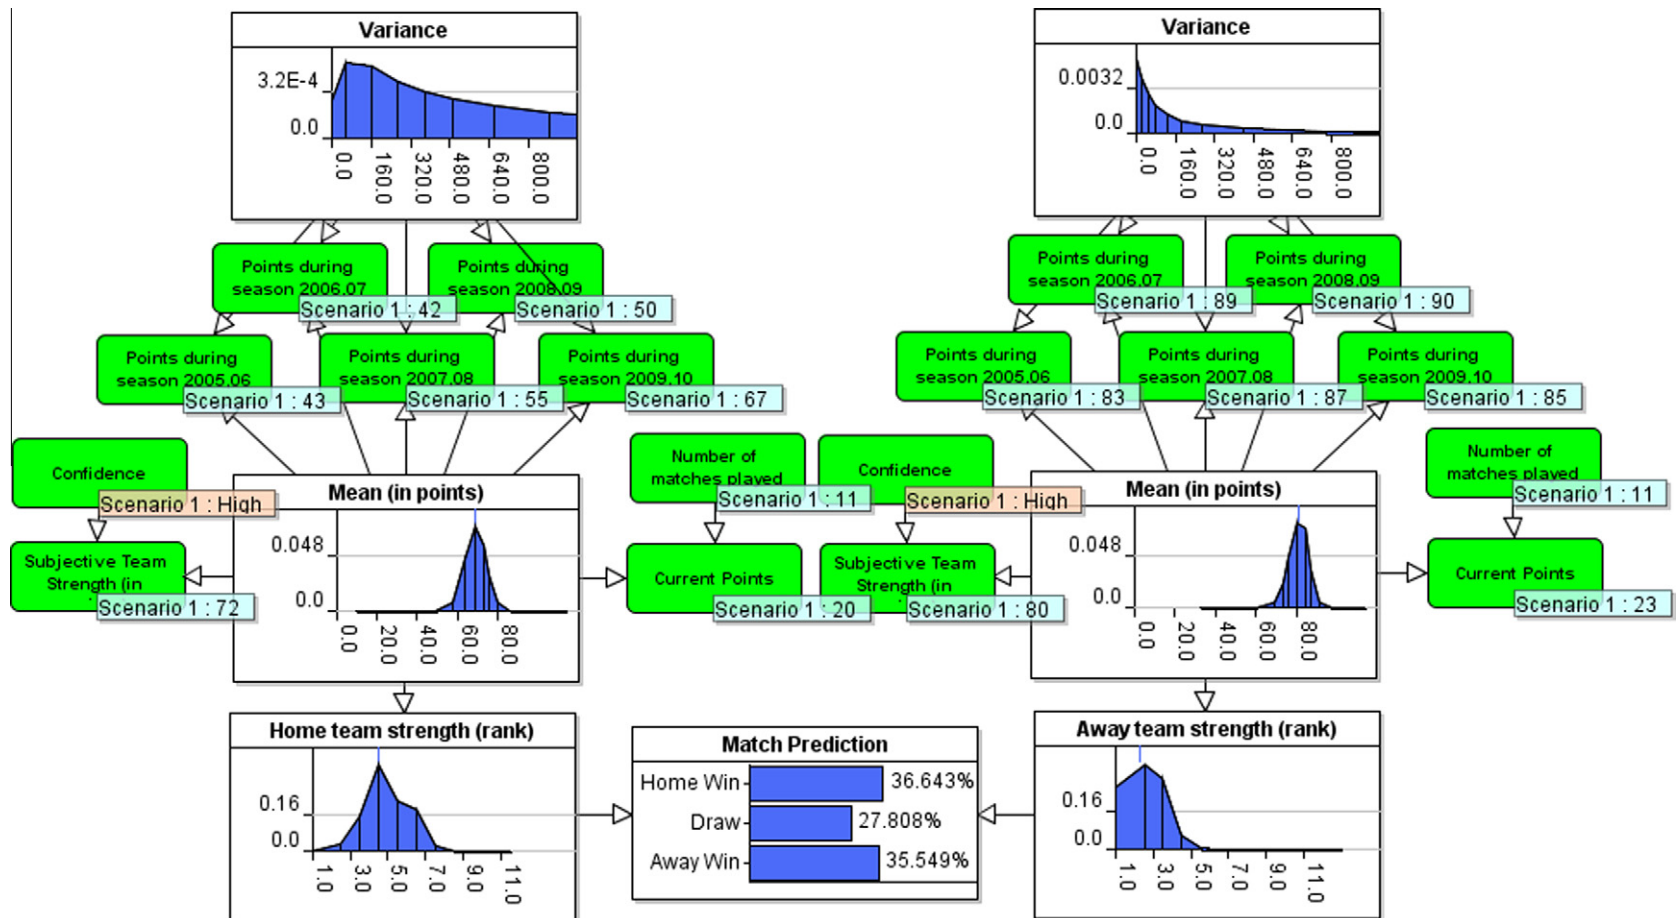 Variance
3.2E-4
0.0
0.0
160.0
320.0
480.0
640.0
800.0
Variance
0.0032
0.0
0.0
160.0
320.0
480.0
640.0
800.0
Points during
season 2006.07
Scenario 1 : 42
Points during
season 2008.09
Scenario 1 : 50
Points during
season 2006.07
Scenario 1 : 89
Points during
season 2008.09
Scenario 1 : 90
Points during
season 2005.06
Scenario 1 : 43
Points during
season 2007.08
Scenario 1 : 55
Points during
season 2009.10
Scenario 1 : 67
Points during
season 2005.06
Scenario 1 : 83
Points during
season 2007.08
Scenario 1 : 87
Points during
season 2009.10
Scenario 1 : 85
Confidence
Scenario 1 : High
Mean (in points)
0.048
0.0
0.0
20.0
40.0
60.0
80.0
Number of
matches played
Scenario 1 : 11
Confidence
Scenario 1 : High
Mean (in points)
0.048
0.0
0.0
20.0
40.0
60.0
80.0
Number of
matches played
Scenario 1 : 11
Subjective Team
Strength (in
Scenario 1 : 72
Current Points
Scenario 1 : 20
Subjective Team
Strength (in
Scenario 1 : 80
Current Points
Scenario 1 : 23
Home team strength (rank)
0.16
0.0
1.0
3.0
5.0
7.0
9.0
11.0
Match Prediction
Home Win 36.643%
Draw 27.808%
Away Win 35.549%
Away team strength (rank)
0.16
0.0
1.0
3.0
5.0
7.0
9.0
11.0